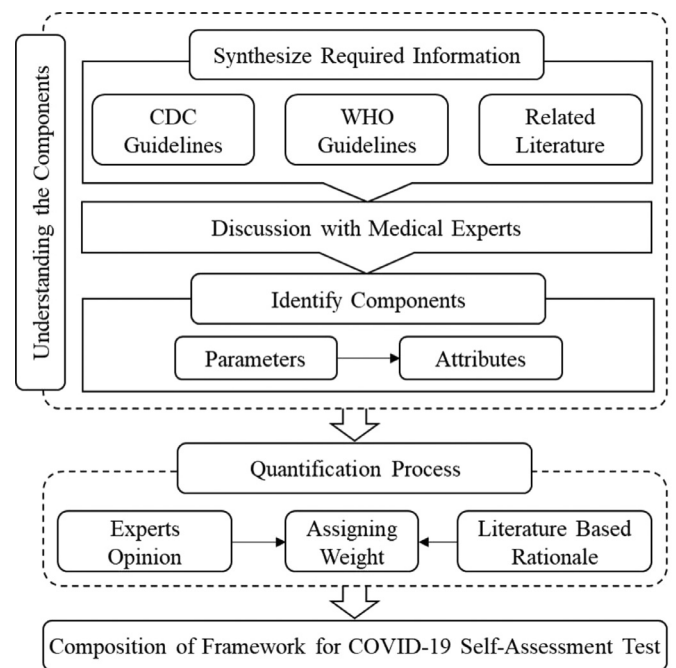 Understanding the Components
Synthesize Required Information
CDC
Guidelines
WHO
Guidelines
Related
Literature
Discussion with Medical Experts
Identify Components
Parameters
Attributes
Quantification Process
Experts
Opinion
Assigning
Weight
Literature Based
Rationale
Composition of Framework for COVID-19 Self-Assessment Test